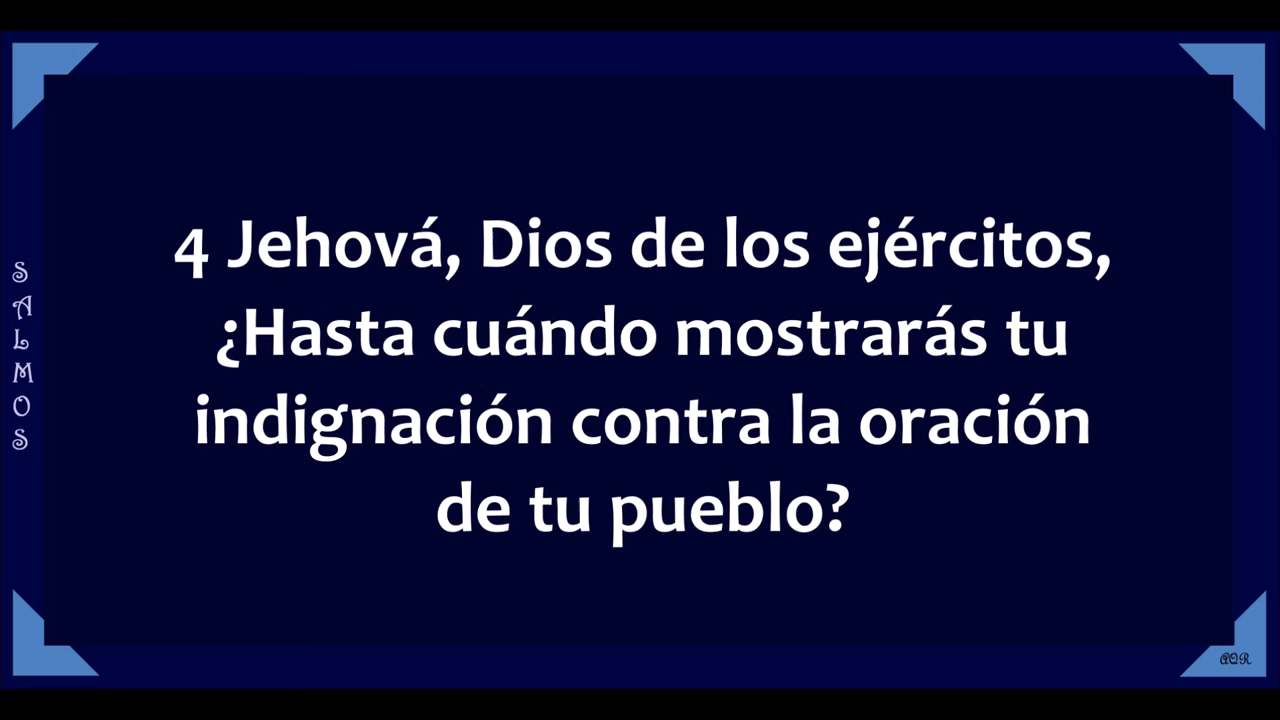 4 Jehová, Dios de los ejércitos,
¿Hasta cuándo mostrarás tu
indignación contra la oración
de tu pueblo?
SALMOS